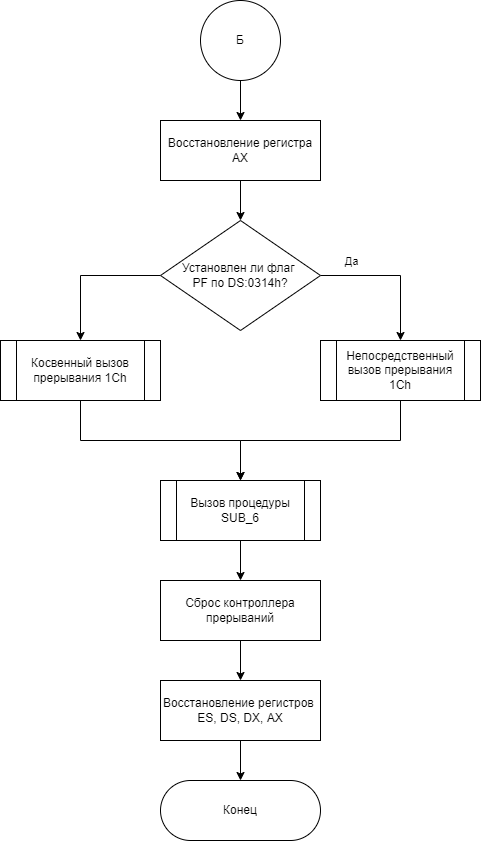 Б
Восстановление регистра
AX
Установлен ли флаг
PF по DS:0314h?
Да
Косвенный вызов
прерывания 1Ch
Непосредственный
вызов прерывания
1Ch
Вызов процедуры
SUB_6
Сброс контроллера
прерываний
Восстановление регистров
ES, DS, DX, AX
Конец